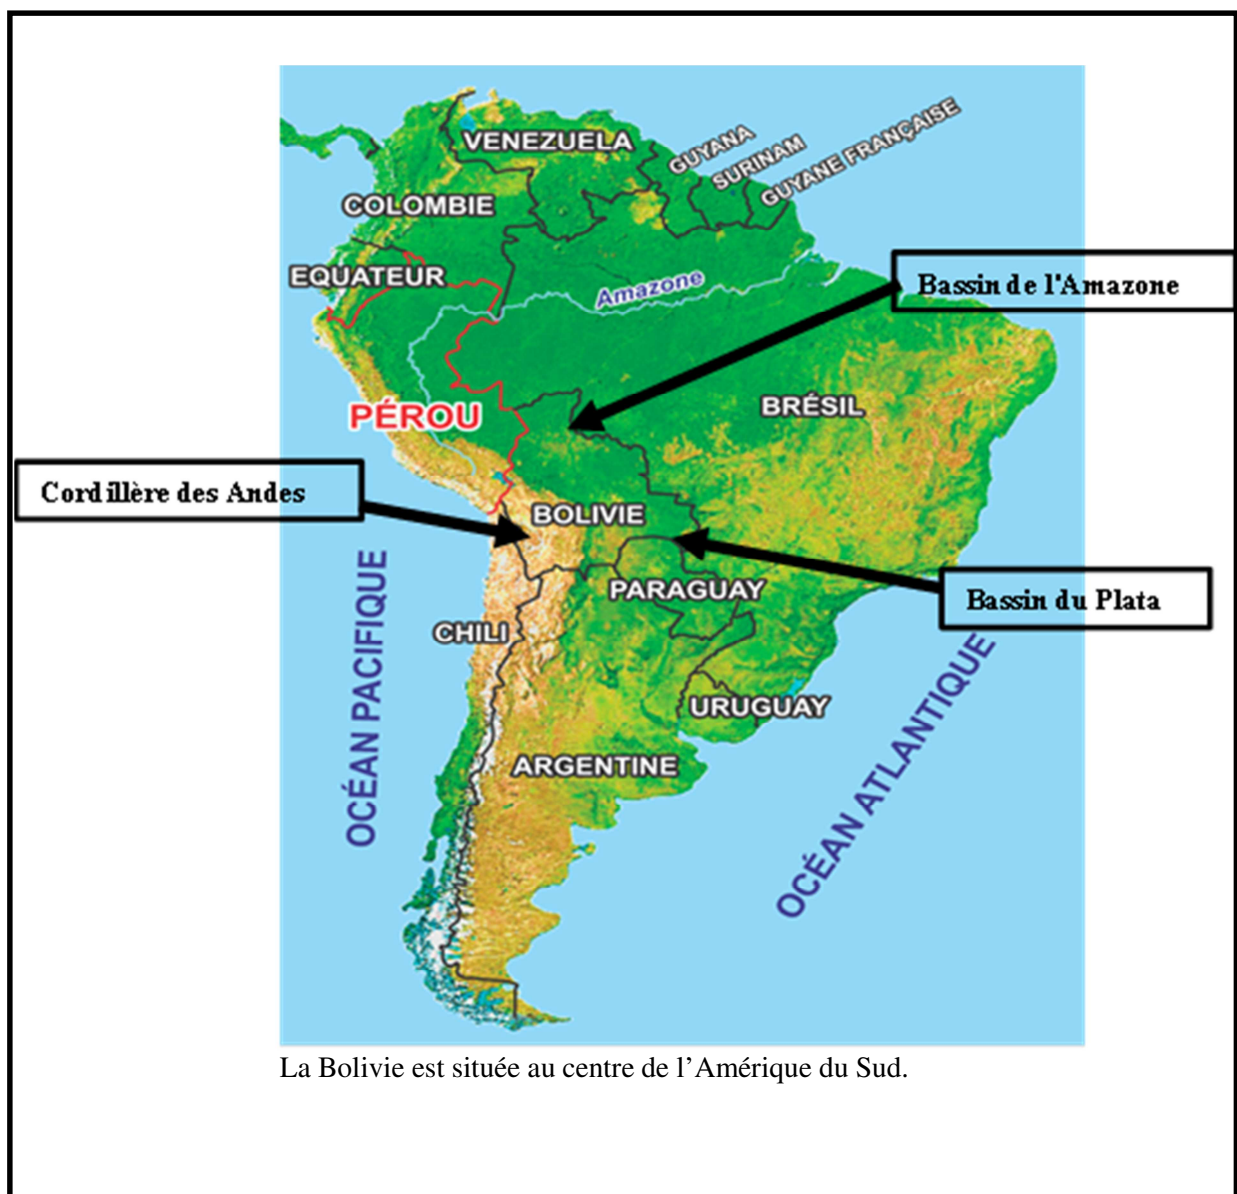 VENEZUELA
GUYANA
SURINAM
GUYANE FRANÇAISE
COLOMBIE
EQUATEUR
Amazone
Bassin de l'Amazone
PÉROU
BRÉSIL
Cordillère des Andes
BOLIVIE
PARAGUAY
Bassin du Plata
CHILI
OCÉAN PACIFIQUE
URUGUAY
ARGENTINE
OCÉAN ATLANTIQUE
La Bolivie est située au centre de l’Amérique du Sud.